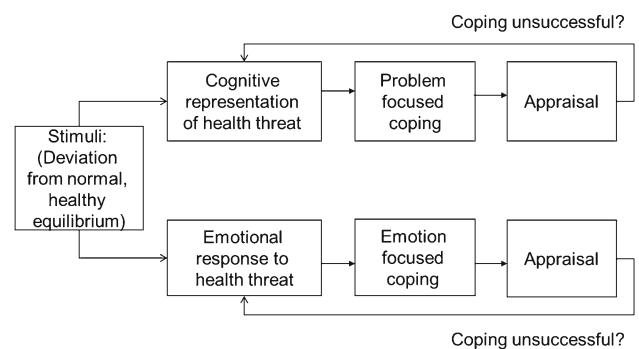 Coping unsuccessful?
Cognitive
representation
of health threat
Problem
focused
coping
Appraisal
Stimuli:
(Deviation
from normal,
healthy
equilibrium)
Emotional
response to
health threat
Emotion
focused
coping
Appraisal
Coping unsuccessful?